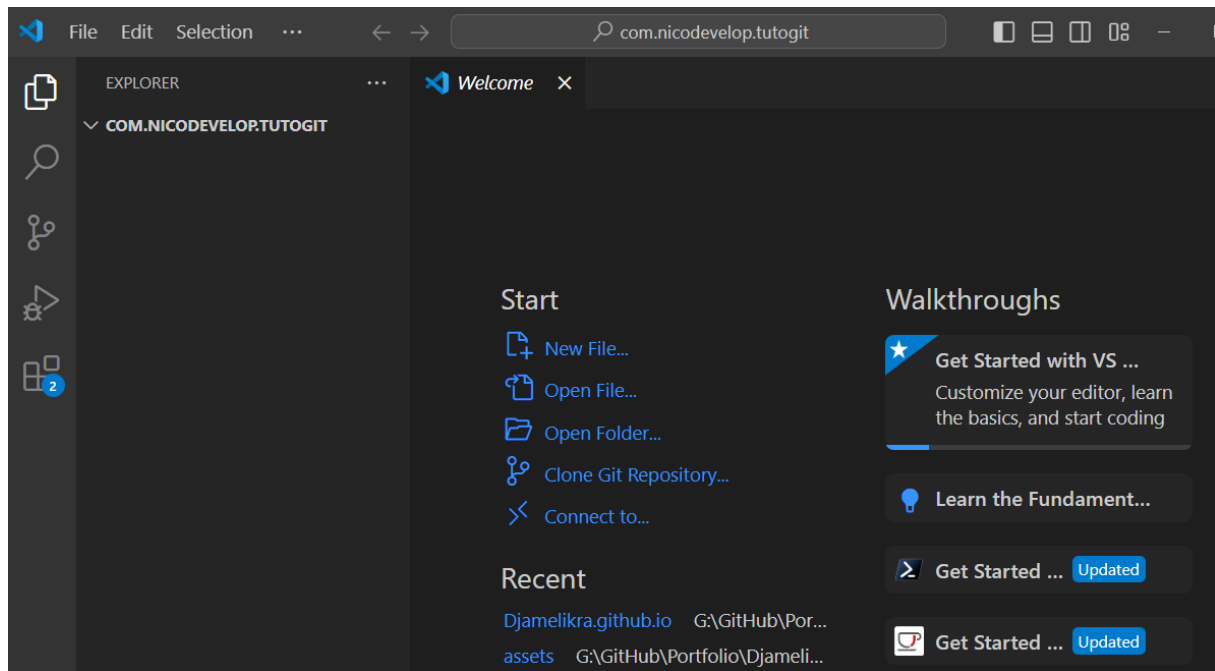 File Edit Selection ... com.nicodevelop.tutogit
EXPLORER ...
Welcome
COM.NICODEVELOP.TUTOGIT
Start
New File...
Open File...
Open Folder...
Clone Git Repository...
Connect to...
Recent
Djamelikra.github.io G:\GitHub\Por...
assets G:\GitHub\Portfolio\Djameli...
Walkthroughs
Get Started with VS ...
Customize your editor, learn
the basics, and start coding
Learn the Fundament...
Get Started ... Updated
Get Started ... Updated
2